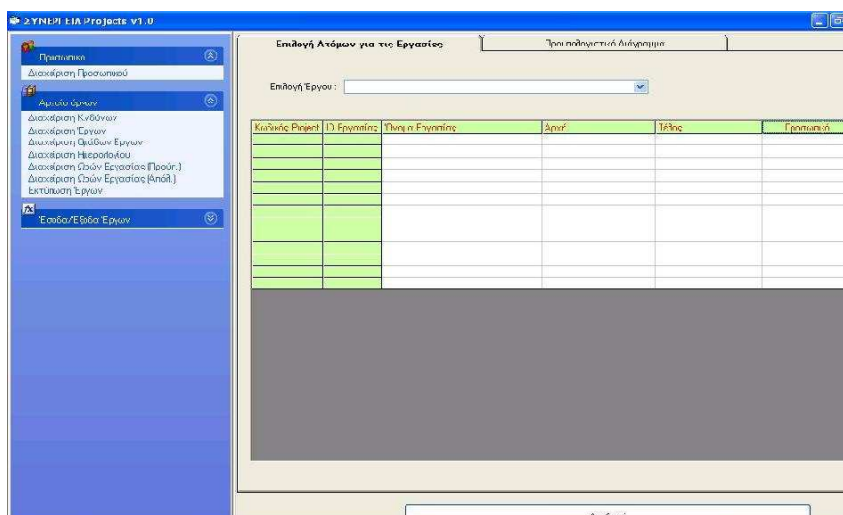 ΣΥΝΕΡΓΕΙΑ Projects v1.0
Προσωπικό
Διαχείριση Προσωπικού
Αρχείο έργων
Διαχείριση Κινδύνων
Διαχείριση Έργων
Διαχείριση Ομάδων Έργων
Διαχείριση Ημερολογίου
Διαχείριση Ωρών Εργασίας (Προϋπ.)
Διαχείριση Ωρών Εργασίας (Απολ.)
Εκτύπωση Έργων
Έσοδα/Έξοδα Έργων
Επιλογή Ατόμων για τις Εργασίες
Προϋπολογιστικό Διάγραμμα
Επιλογή Έργου :
Κωδικός Project ID Εργασίας Όνομα Εργασίας Αρχή Τέλος Προσωπικό